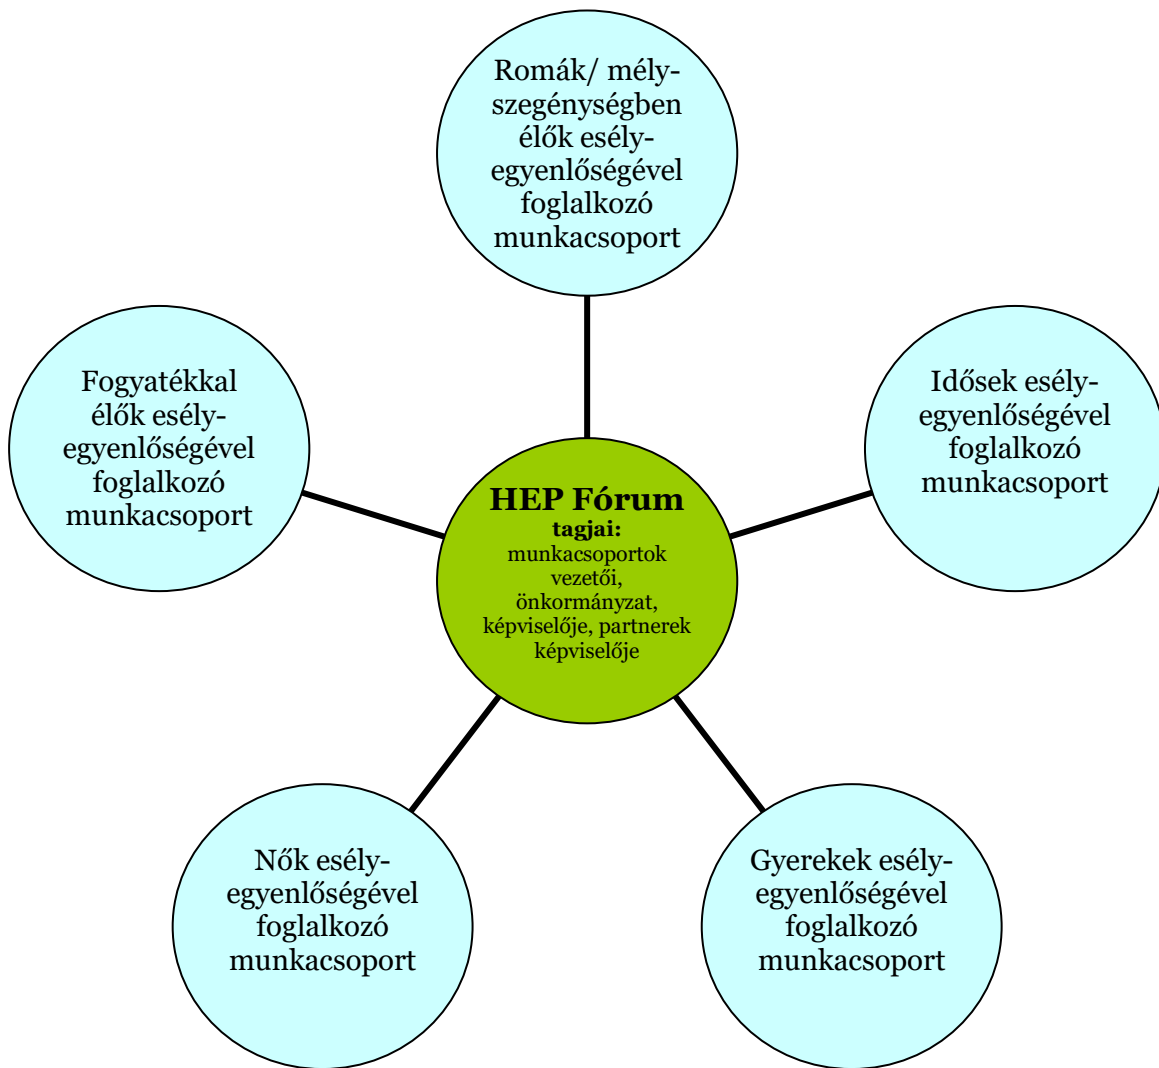 Romák/ mély-
szegénységben
élők esély-
egyenlőségével
foglalkozó
munkacsoport
Fogyatékkal
élők esély-
egyenlőségével
foglalkozó
munkacsoport
Idősek esély-
egyenlőségével
foglalkozó
munkacsoport
HEP Fórum
tagjai:
munkacsoportok
vezetői,
önkormányzat,
képviselője, partnerek
képviselője
Nők esély-
egyenlőségével
foglalkozó
munkacsoport
Gyerekek esély-
egyenlőségével
foglalkozó
munkacsoport